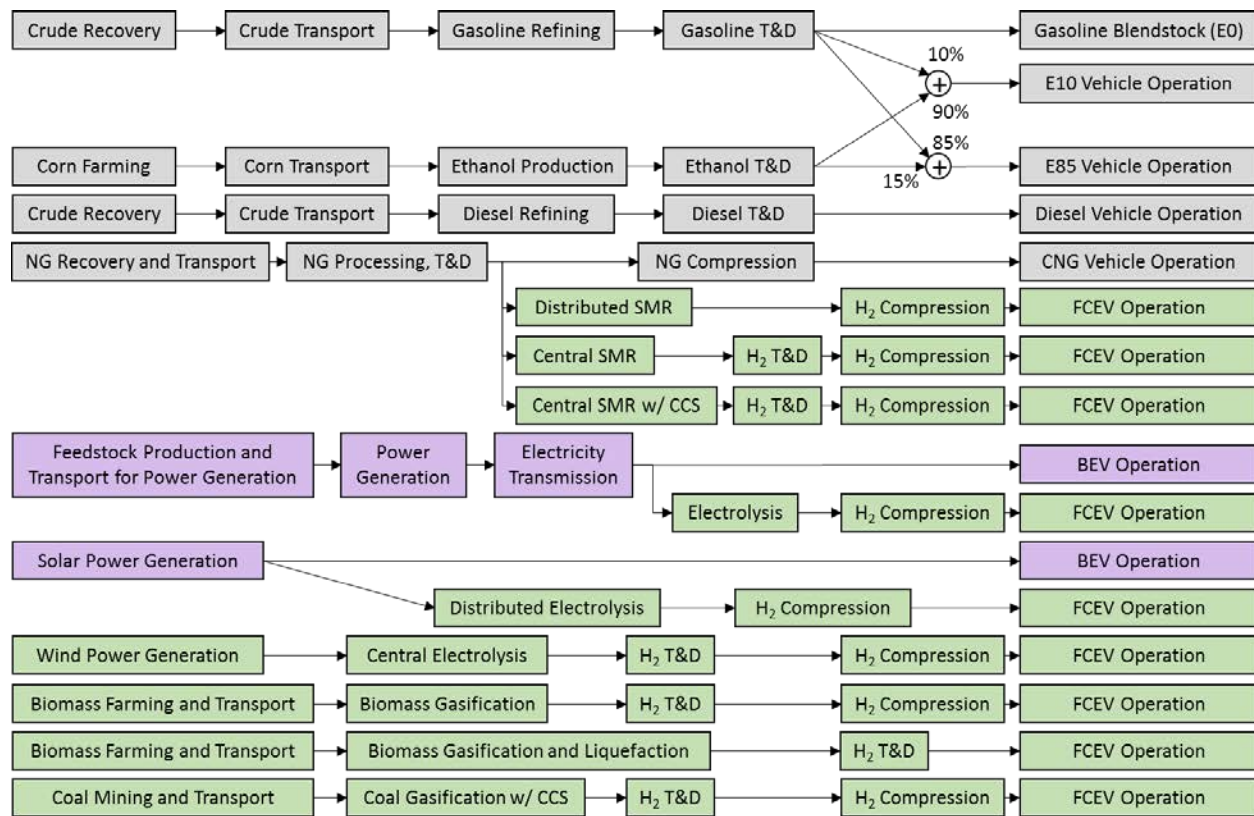 Crude Recovery
Crude Transport
Gasoline Refining
Gasoline T&D
Gasoline Blendstock (E0)
10%
+
E10 Vehicle Operation
90%
85%
Corn Farming
Corn Transport
Ethanol Production
Ethanol T&D
+
15%
E85 Vehicle Operation
Crude Recovery
Crude Transport
Diesel Refining
Diesel T&D
Diesel Vehicle Operation
NG Recovery and Transport
NG Processing, T&D
NG Compression
CNG Vehicle Operation
Distributed SMR
H₂ Compression
FCEV Operation
Central SMR
H₂ T&D
H₂ Compression
FCEV Operation
Central SMR w/ CCS
H₂ T&D
H₂ Compression
FCEV Operation
Feedstock Production and
Transport for Power Generation
Power
Generation
Electricity
Transmission
BEV Operation
Electrolysis
H₂ Compression
FCEV Operation
Solar Power Generation
BEV Operation
Distributed Electrolysis
H₂ Compression
FCEV Operation
Wind Power Generation
Central Electrolysis
H₂ T&D
H₂ Compression
FCEV Operation
Biomass Farming and Transport
Biomass Gasification
H₂ T&D
H₂ Compression
FCEV Operation
Biomass Farming and Transport
Biomass Gasification and Liquefaction
H₂ T&D
FCEV Operation
Coal Mining and Transport
Coal Gasification w/ CCS
H₂ T&D
H₂ Compression
FCEV Operation